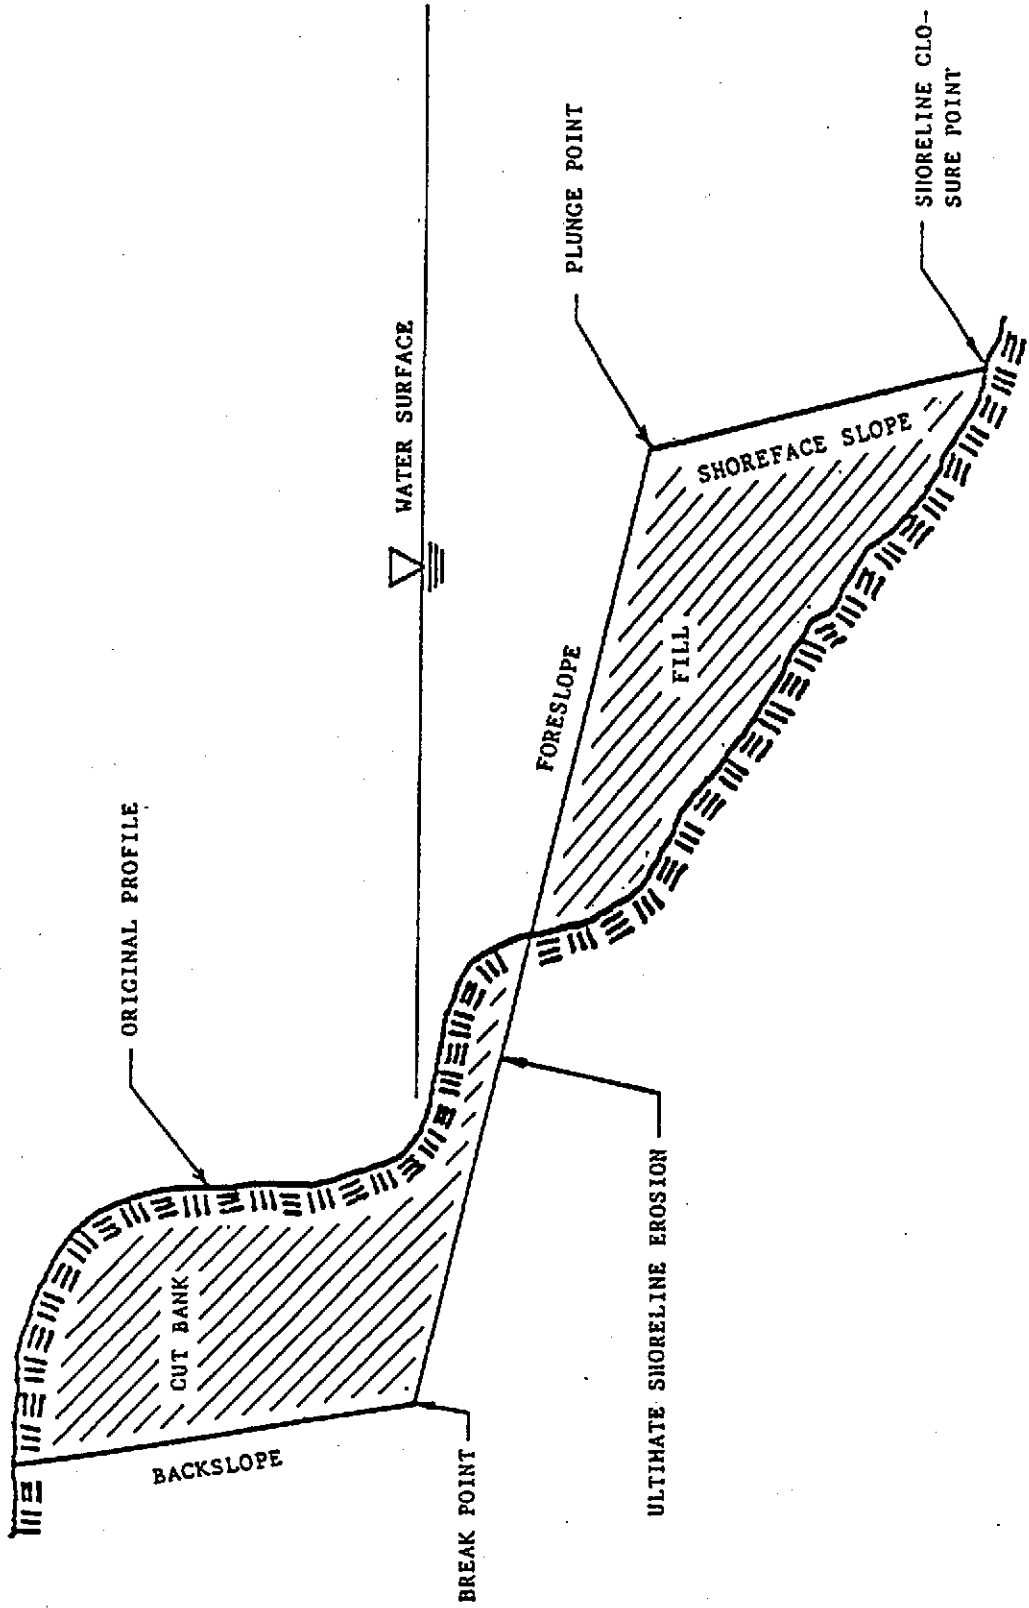 ORIGINAL PROFILE
WATER SURFACE
CUT BANK
BACKSLOPE
BREAK POINT
FORESLOPE
FILL
PLUNGE POINT
SHOREFACE SLOPE
SHORELINE CLO-
SURE POINT
ULTIMATE SHORELINE EROSION